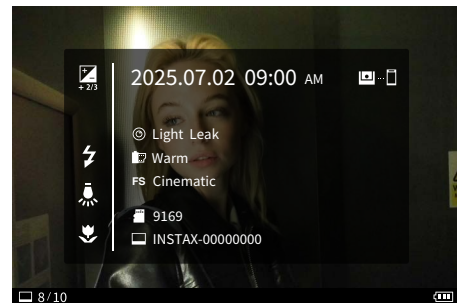 2025.07.02 09:00 AM
+ 2/3
Light Leak
Warm
FS Cinematic
9169
INSTAX-00000000
8/10